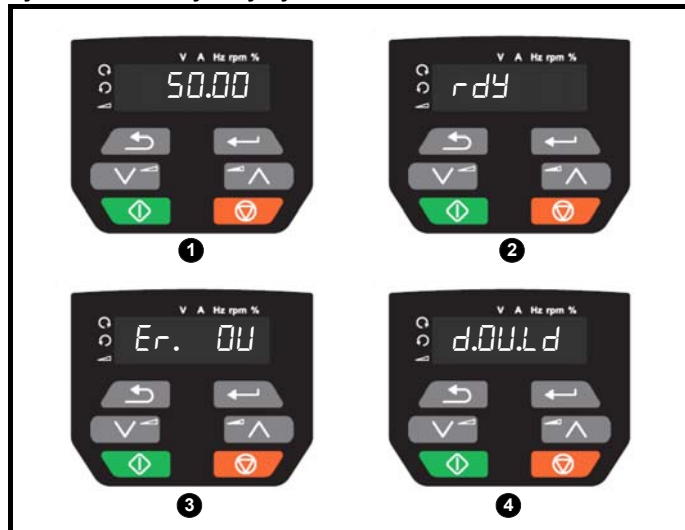 V A Hz rpm %
50.00
1
V A Hz rpm %
rdy
2
V A Hz rpm %
Er. OU
3
V A Hz rpm %
d.OU.Ld
4